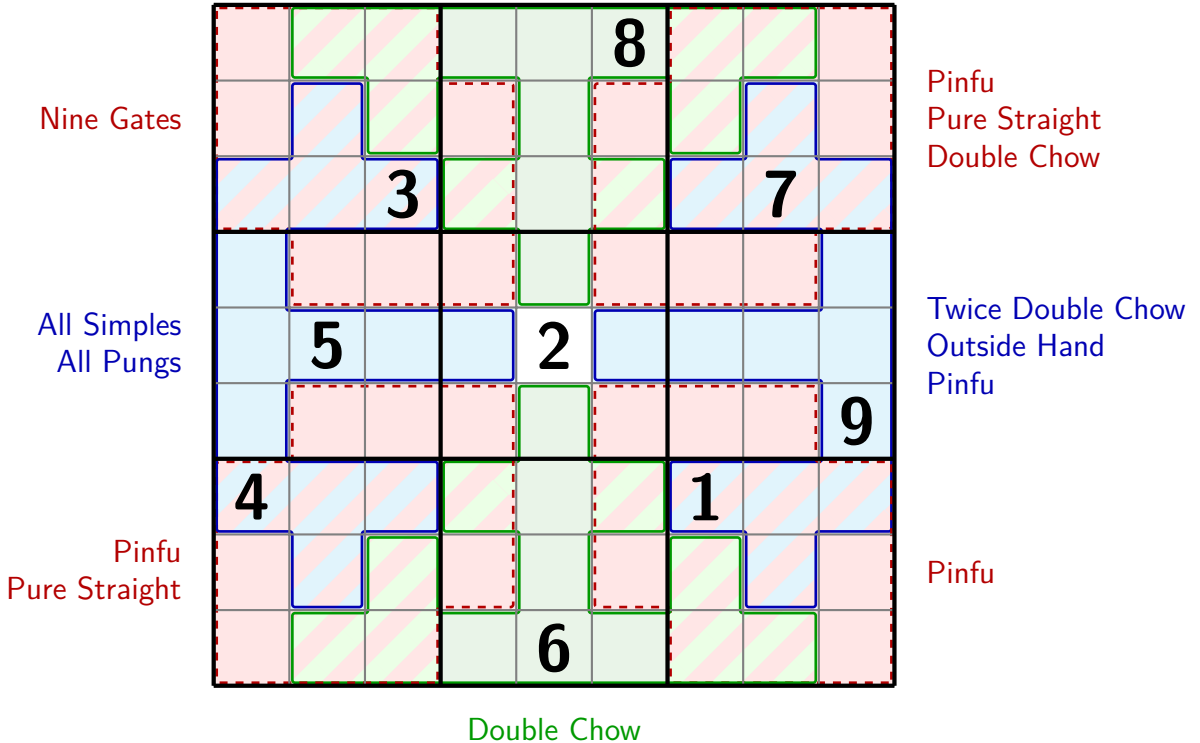 8
Nine Gates
Pinfu
Pure Straight
Double Chow
3
7
All Simples
All Pungs
5
2
Twice Double Chow
Outside Hand
Pinfu
9
4
1
Pinfu
Pure Straight
Pinfu
6
Double Chow